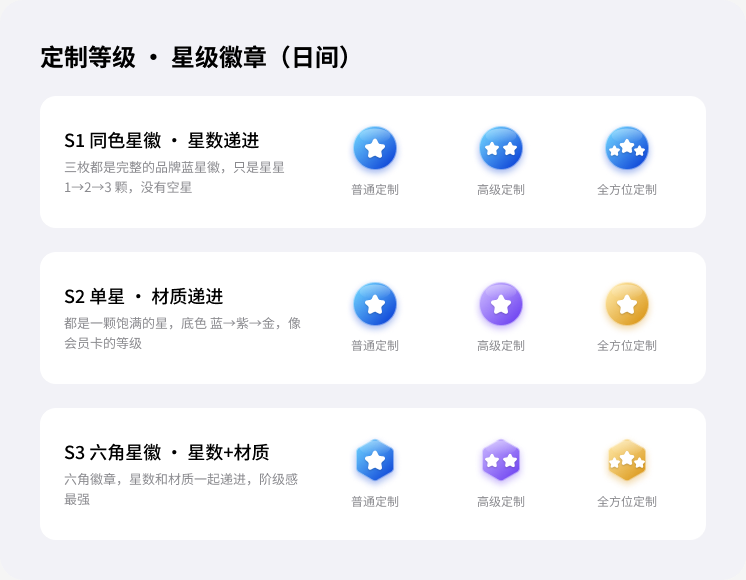 定制等级 · 星级徽章（日间）
S1 同色星徽 · 星数递进
三枚都是完整的品牌蓝星徽，只是星星
1→2→3 颗，没有空星
普通定制
高级定制
全方位定制
S2 单星 · 材质递进
都是一颗饱满的星，底色 蓝→紫→金，像
会员卡的等级
普通定制
高级定制
全方位定制
S3 六角星徽 · 星数+材质
六角徽章，星数和材质一起递进，阶级感
最强
普通定制
高级定制
全方位定制